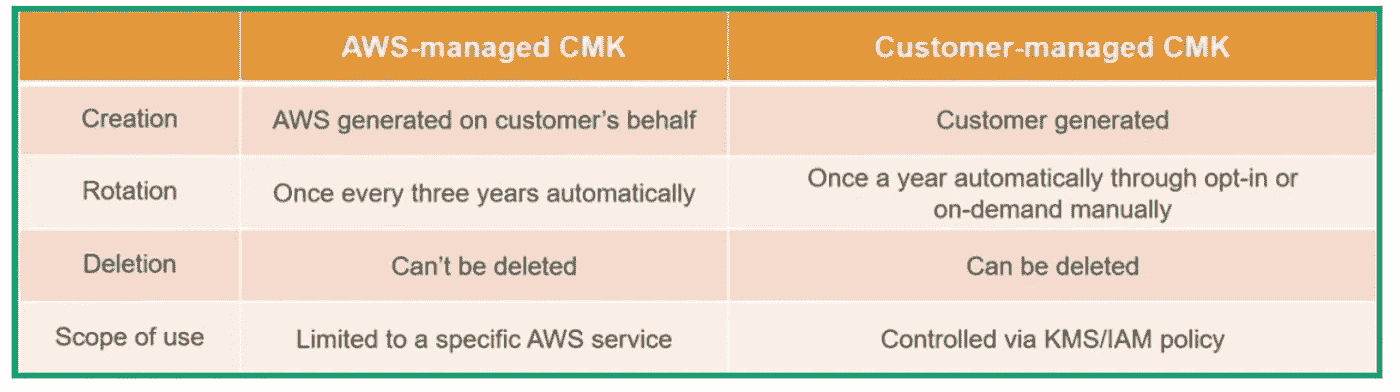 AWS-managed CMK
Customer-managed CMK
Creation
AWS generated on customer’s behalf
Customer generated
Rotation
Once every three years automatically
Once a year automatically through opt-in or
on-demand manually
Deletion
Can’t be deleted
Can be deleted
Scope of use
Limited to a specific AWS service
Controlled via KMS/IAM policy